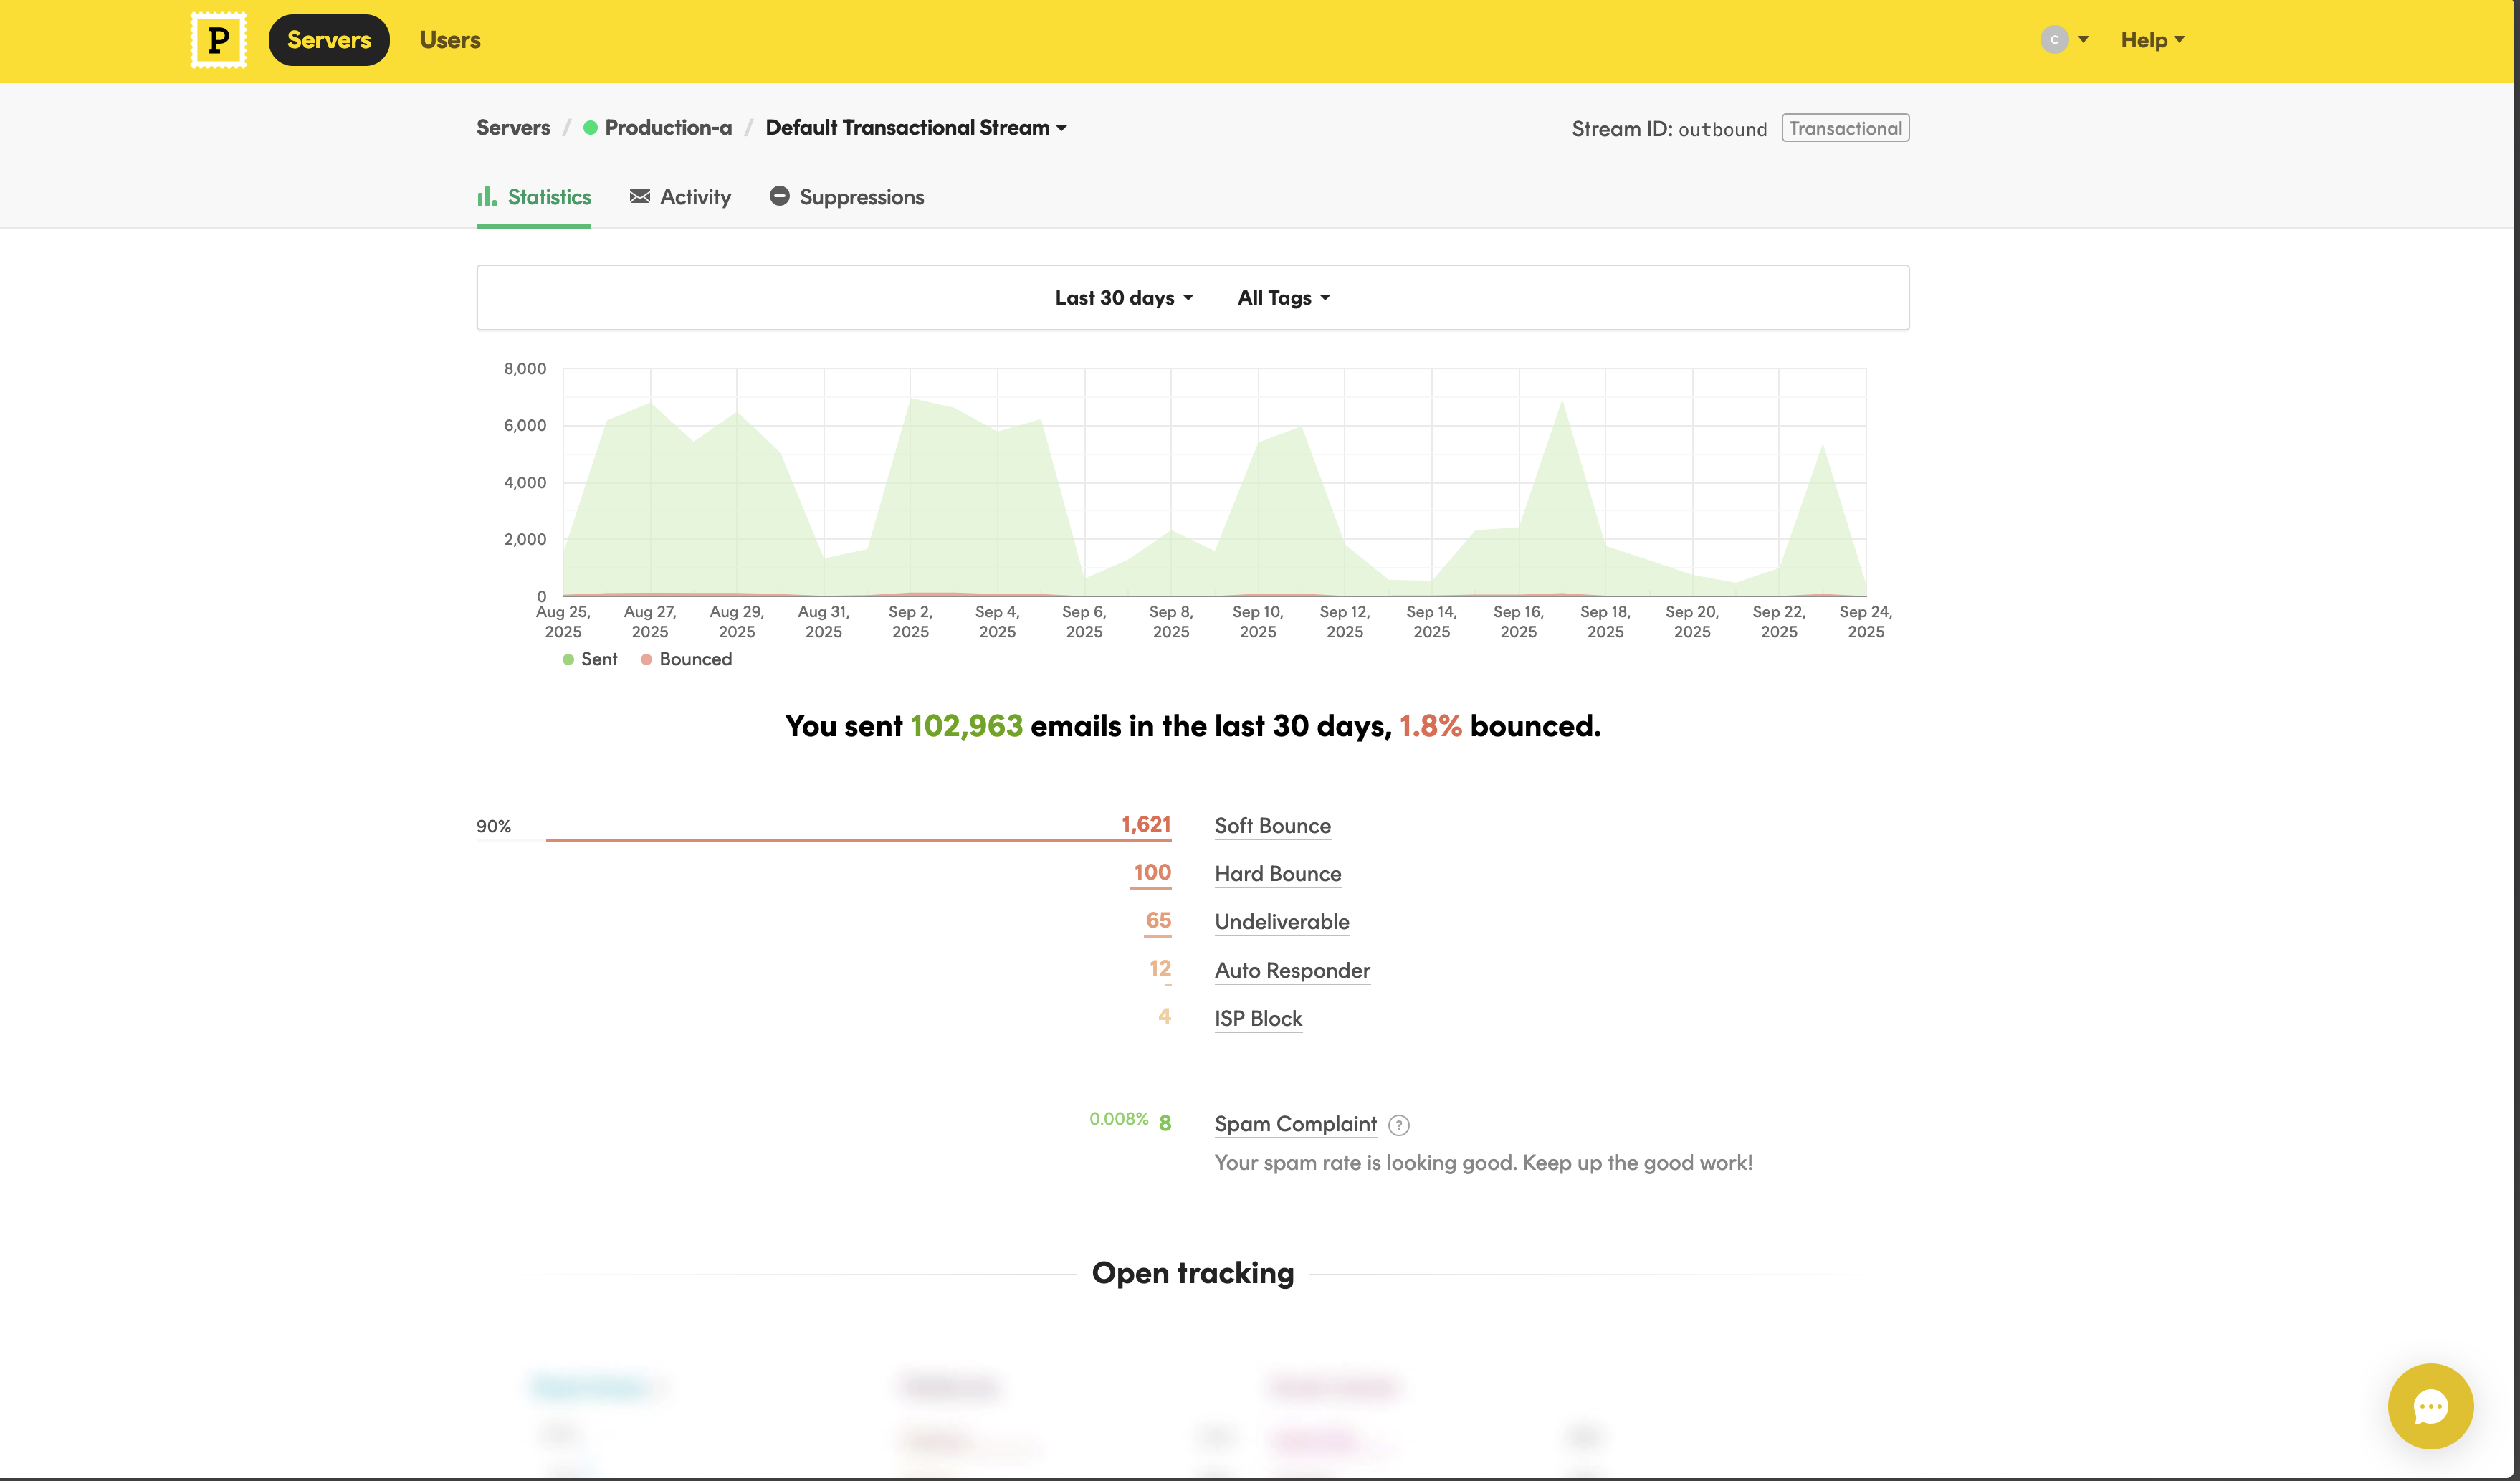 P Servers Users C Help
Servers / Production-a / Default Transactional Stream Stream ID: outbound Transactional
Statistics Activity Suppressions
Last 30 days All Tags
8,000
6,000
4,000
2,000
0
Aug 25, Aug 27, Aug 29, Aug 31, Sep 2, Sep 4, Sep 6, Sep 8, Sep 10, Sep 12, Sep 14, Sep 16, Sep 18, Sep 20, Sep 22, Sep 24,
2025 2025 2025 2025 2025 2025 2025 2025 2025 2025 2025 2025 2025 2025 2025 2025
Sent Bounced
You sent 102,963 emails in the last 30 days, 1.8% bounced.
90% 1,621 Soft Bounce
100 Hard Bounce
65 Undeliverable
12 Auto Responder
4 ISP Block
0.008% 8 Spam Complaint ?
Your spam rate is looking good. Keep up the good work!
Open tracking